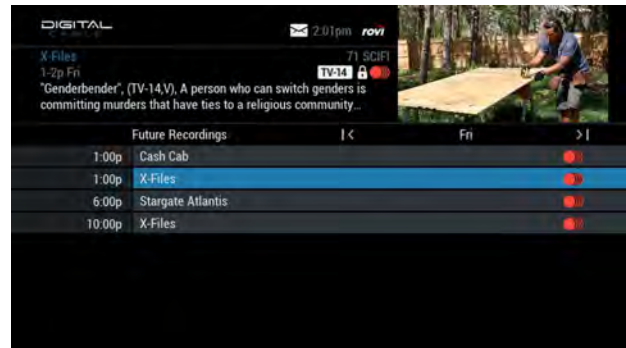 DIGITAL
CABLE
2:01pm rovi
X-Files 71 SCIFI
1-2p Fri TV-14
"Genderbender", (TV-14,V), A person who can switch genders is
committing murders that have ties to a religious community...
Future Recordings |< Fri >|
1:00p Cash Cab
1:00p X-Files
6:00p Stargate Atlantis
10:00p X-Files